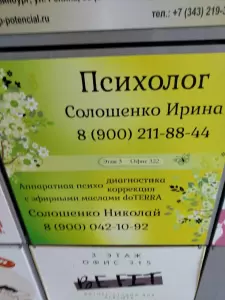 тел.: +7 (343) 219-3
p-potencial.ru
Психолог
Солошенко Ирина
8 (900) 211-88-44
Этаж 3 Офис 322
Аппаратная психо диагностика
коррекция
с эфирными маслами doTERRA
Солошенко Николай
8 (900) 042-10-92
3 ЭТАЖ
ОФИС 315